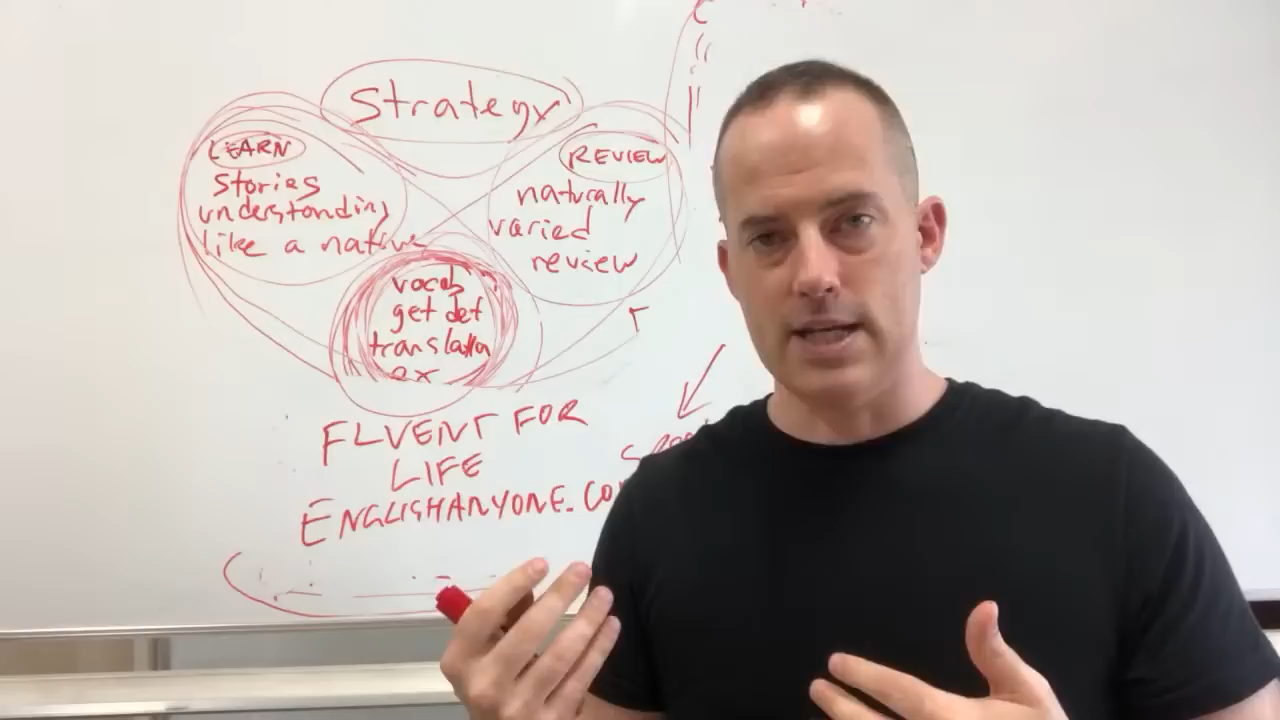 Strategy
LEARN
stories
understanding
like a native
REVIEW
naturally
varied
review
vocab
get def
translation
ex
FLUENT FOR
LIFE
ENGLISHANYONE.CO